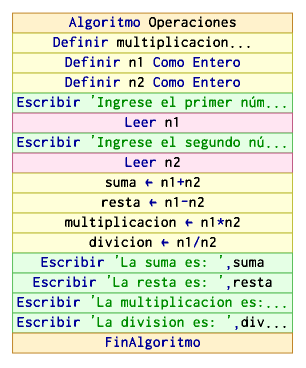 Algoritmo Operaciones
Definir multiplicacion...
Definir n1 Como Entero
Definir n2 Como Entero
Escribir 'Ingrese el primer núm...
Leer n1
Escribir 'Ingrese el segundo nú...
Leer n2
suma ← n1+n2
resta ← n1-n2
multiplicacion ← n1*n2
divicion ← n1/n2
Escribir 'La suma es: ',suma
Escribir 'La resta es: ',resta
Escribir 'La multiplicacion es:...
Escribir 'La division es: ',div...
FinAlgoritmo